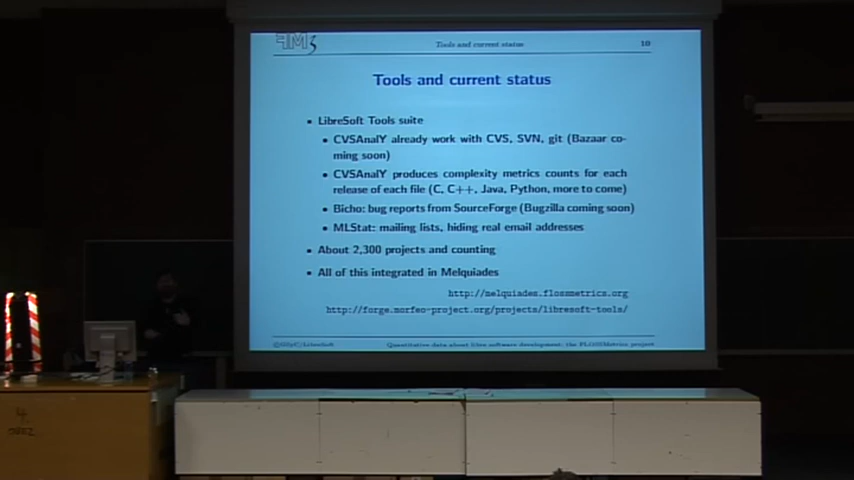 Tools and current status 10
Tools and current status
LibreSoft Tools suite
CVSAnalY already work with CVS, SVN, git (Bazaar co-
ming soon)
CVSAnalY produces complexity metrics counts for each
release of each file (C, C++, Java, Python, more to come)
Bicho: bug reports from SourceForge (Bugzilla coming soon)
MLStat: mailing lists, hiding real email addresses
About 2,300 projects and counting
All of this integrated in Melquiades
http://melquiades.flossmetrics.org
http://forge.morfeo-project.org/projects/libresoft-tools/
Quantitative data about libre software development, the FLOSSMetrics project